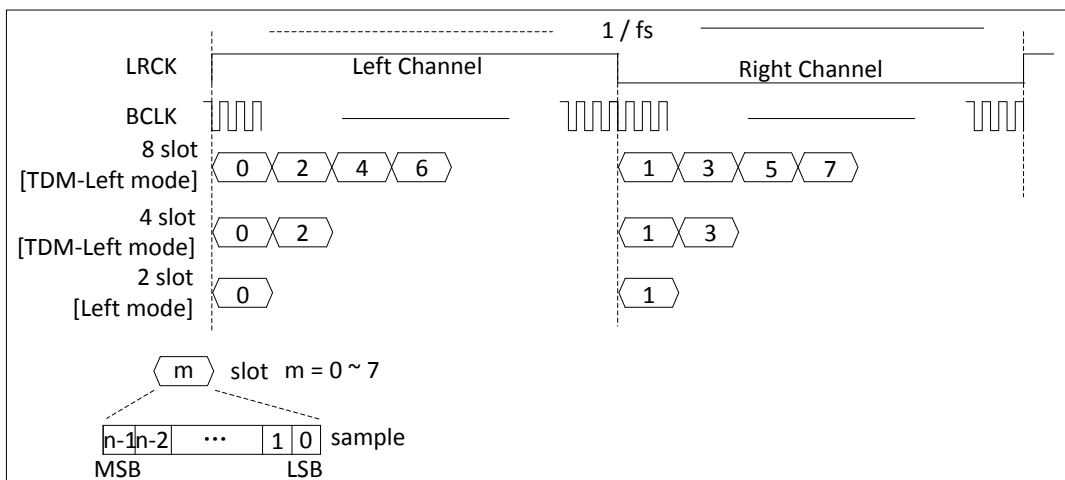 1 / fs
LRCK Left Channel Right Channel
BCLK
8 slot
[TDM-Left mode] 0 2 4 6 1 3 5 7
4 slot
[TDM-Left mode] 0 2 1 3
2 slot
[Left mode] 0 1
m slot m = 0 ~ 7
n-1 n-2 ... 1 0 sample
MSB LSB